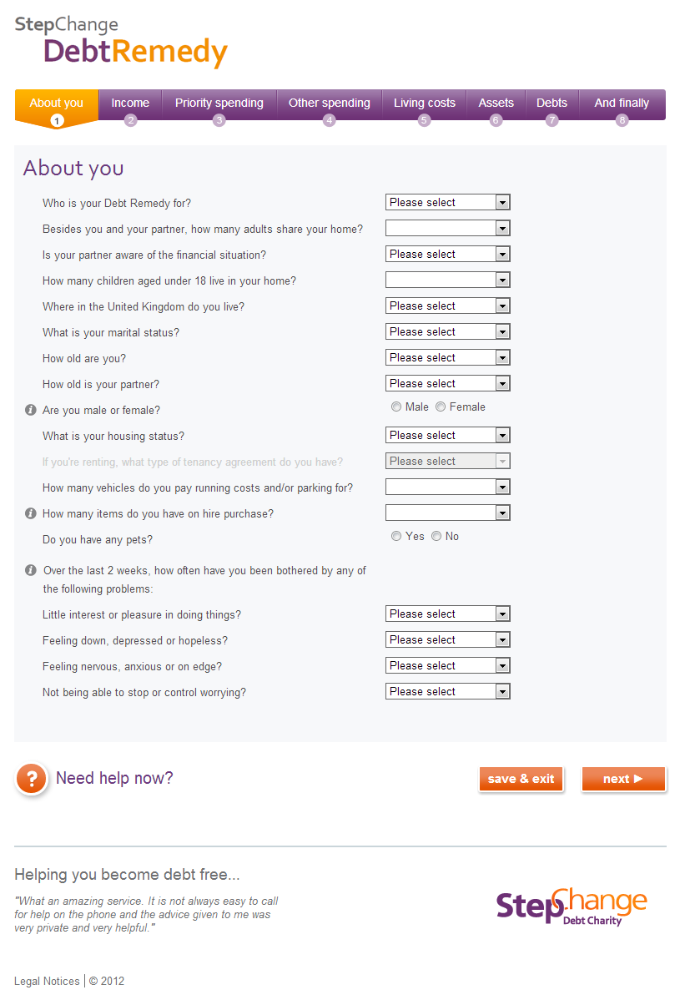 StepChange
DebtRemedy
About you Income Priority spending Other spending Living costs Assets Debts And finally
1 2 3 4 5 6 7 8
About you
Who is your Debt Remedy for? Please select
Besides you and your partner, how many adults share your home?
Is your partner aware of the financial situation? Please select
How many children aged under 18 live in your home?
Where in the United Kingdom do you live? Please select
What is your marital status? Please select
How old are you? Please select
How old is your partner? Please select
i Are you male or female? Male Female
What is your housing status? Please select
If you're renting, what type of tenancy agreement do you have? Please select
How many vehicles do you pay running costs and/or parking for?
i How many items do you have on hire purchase?
Do you have any pets? Yes No
i Over the last 2 weeks, how often have you been bothered by any of
the following problems:
Little interest or pleasure in doing things? Please select
Feeling down, depressed or hopeless? Please select
Feeling nervous, anxious or on edge? Please select
Not being able to stop or control worrying? Please select
? Need help now? save & exit next
Helping you become debt free...
"What an amazing service. It is not always easy to call
for help on the phone and the advice given to me was
very private and very helpful."
StepChange
Debt Charity
Legal Notices | © 2012